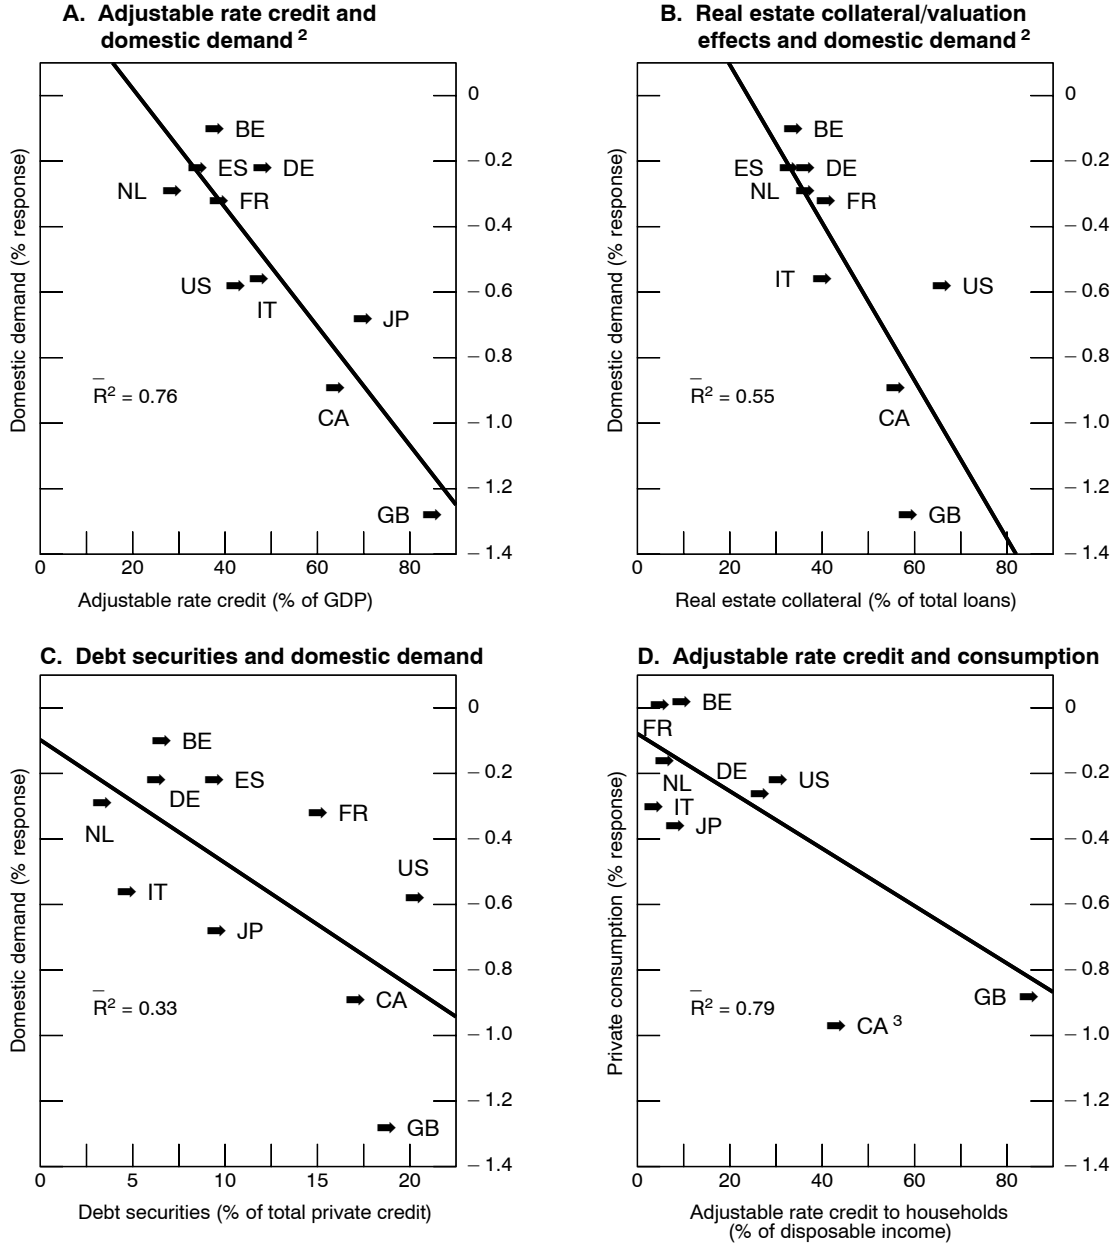 A. Adjustable rate credit and
domestic demand 2
0
− 0.2
− 0.4
− 0.6
− 0.8
− 1.0
− 1.2
− 1.4
BE
ES
DE
NL
FR
US
IT
JP
CA
GB
R² = 0.76
Domestic demand (% response)
0 20 40 60 80
Adjustable rate credit (% of GDP)
B. Real estate collateral/valuation
effects and domestic demand 2
0
− 0.2
− 0.4
− 0.6
− 0.8
− 1.0
− 1.2
− 1.4
BE
ES
DE
NL
FR
IT
US
CA
GB
R² = 0.55
Domestic demand (% response)
0 20 40 60 80
Real estate collateral (% of total loans)
C. Debt securities and domestic demand
0
− 0.2
− 0.4
− 0.6
− 0.8
− 1.0
− 1.2
− 1.4
BE
ES
DE
NL
FR
US
IT
JP
CA
GB
R² = 0.33
Domestic demand (% response)
0 5 10 15 20
Debt securities (% of total private credit)
D. Adjustable rate credit and consumption
0
− 0.2
− 0.4
− 0.6
− 0.8
− 1.0
− 1.2
− 1.4
BE
FR
DE
US
NL
IT
JP
GB
CA 3
R² = 0.79
Private consumption (% response)
0 20 40 60 80
Adjustable rate credit to households
(% of disposable income)